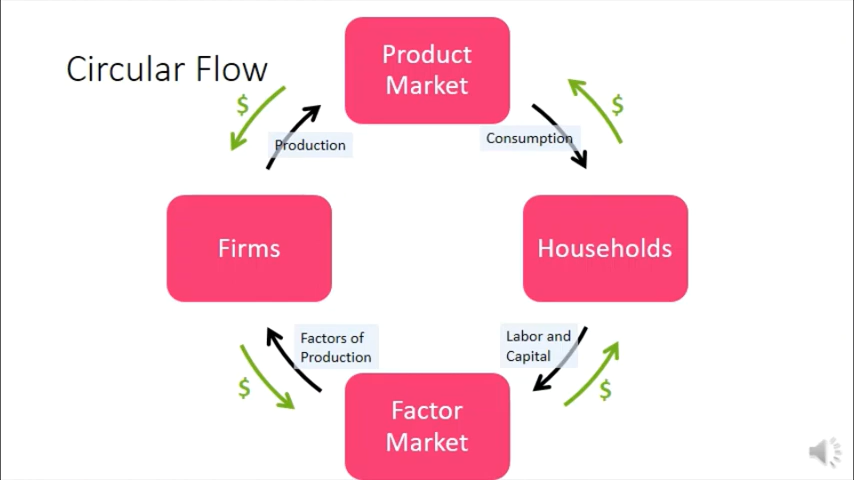 Circular Flow
Product
Market
$
$
Production
Consumption
Firms
Households
Factors of
Production
Labor and
Capital
$
$
Factor
Market